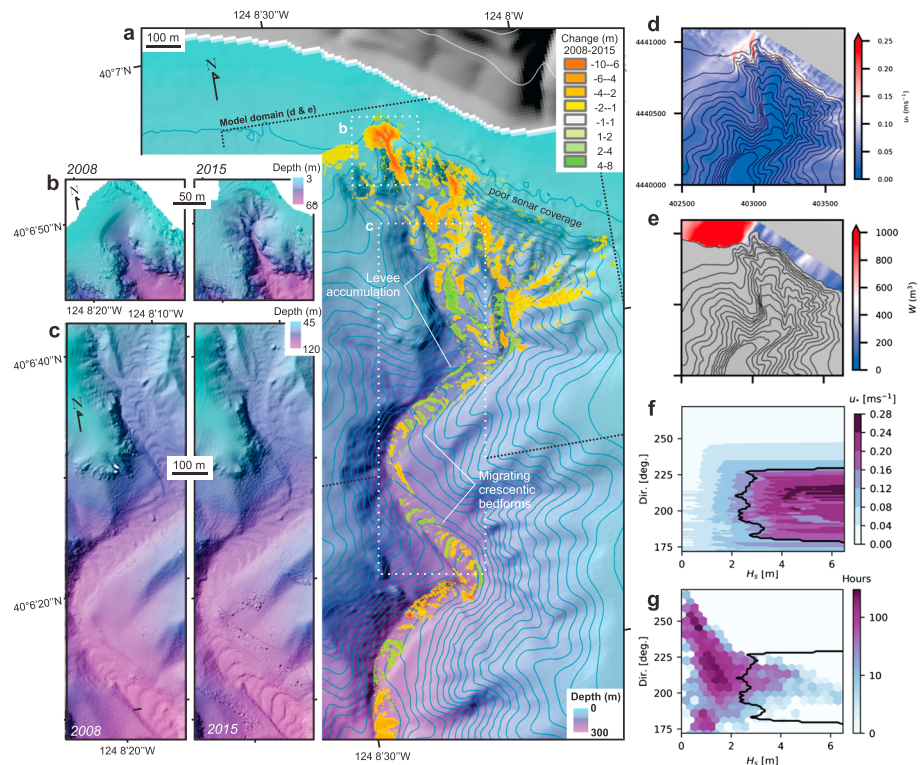 124 8'30''W
124 8'W
a
100 m
40°7'N
N
Model domain (d & e)
Change (m)
2008-2015
-10--6
-6--4
-4--2
-2--1
-1-1
1-2
2-4
4-8
b
c
poor sonar coverage
Levee
accumulation
Migrating
crescentic
bedforms
Depth (m)
0
300
124 8'30''W
b
2008
2015
Depth (m)
3
66
N
50 m
40°6'50''N
124 8'20''W
124 8'10''W
c
Depth (m)
45
120
40°6'40''N
N
100 m
40°6'20''N
2008
2015
124 8'20''W
d
4441000
4440500
4440000
402500
403000
403500
0.25
0.20
0.15
0.10
0.05
0.00
u* (ms⁻¹)
e
1000
800
600
400
200
0
W (m³)
f
u* [ms⁻¹]
Dir. [deg.]
250
225
200
175
0
2
4
6
Hs [m]
0.28
0.24
0.20
0.16
0.12
0.08
0.04
0.00
g
Hours
Dir. [deg.]
250
225
200
175
0
2
4
6
Hs [m]
100
10
0